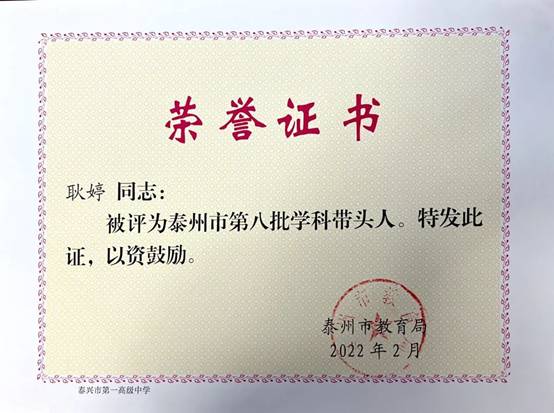 荣誉证书
耿婷 同志：
被评为泰州市第八批学科带头人。特发此
证，以资鼓励。
泰州市教育局
2022 年 2 月
泰兴市第一高级中学